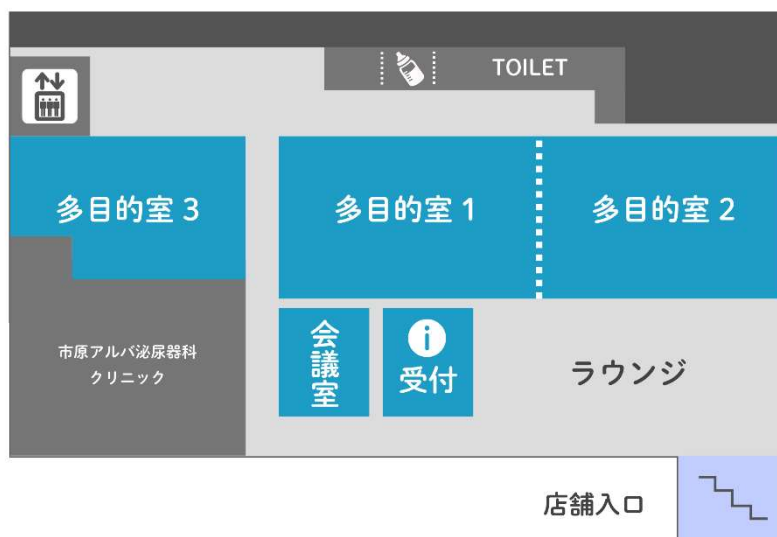 TOILET
多目的室 3
多目的室 1
多目的室 2
市原アルバ泌尿器科
クリニック
会議室
i
受付
ラウンジ
店舗入口